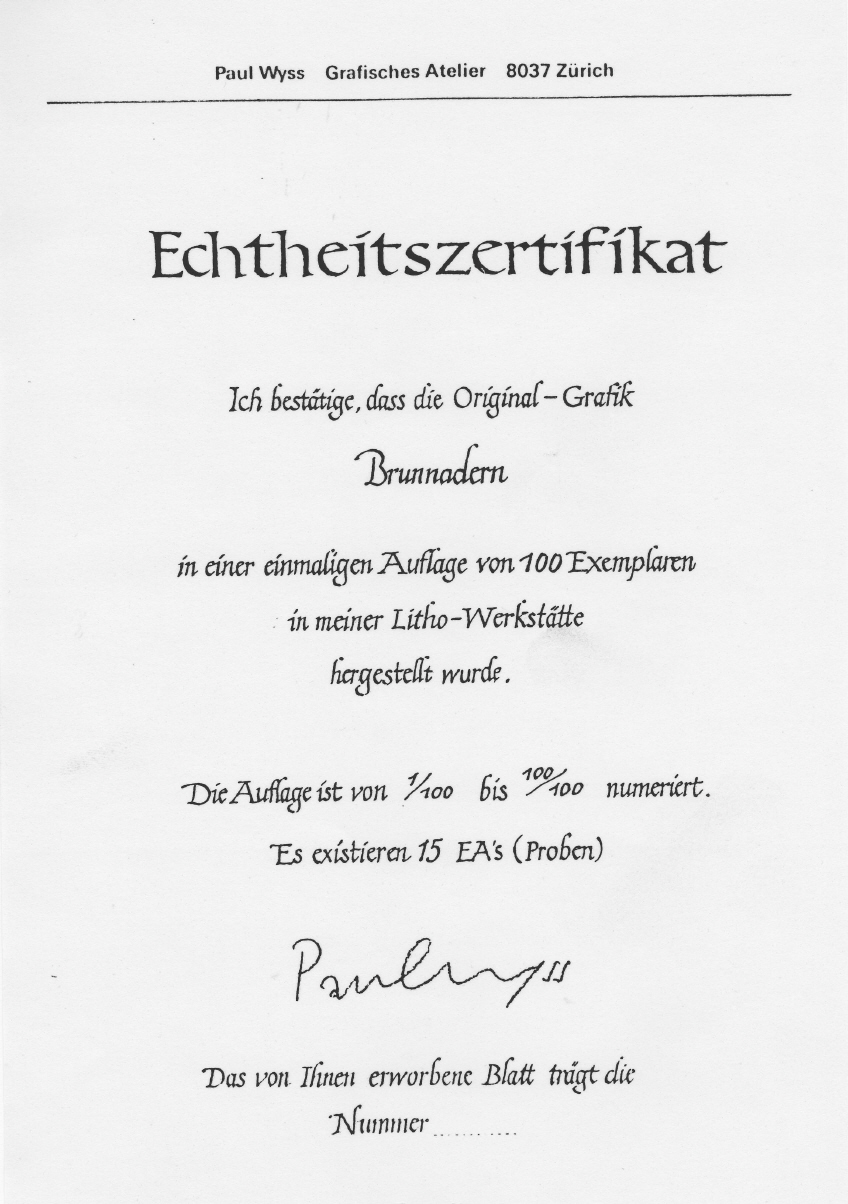 Paul Wyss Grafisches Atelier 8037 Zürich
Echtheitszertifikat
Ich bestätige, dass die Original-Grafik
Brunnadern
in einer einmaligen Auflage von 100 Exemplaren
in meiner Litho-Werkstätte
hergestellt wurde.
Die Auflage ist von 1/100 bis 100/100 numeriert.
Es existieren 15 EA's (Proben)
Paul Wyss
Das von Ihnen erworbene Blatt trägt die
Nummer ..........